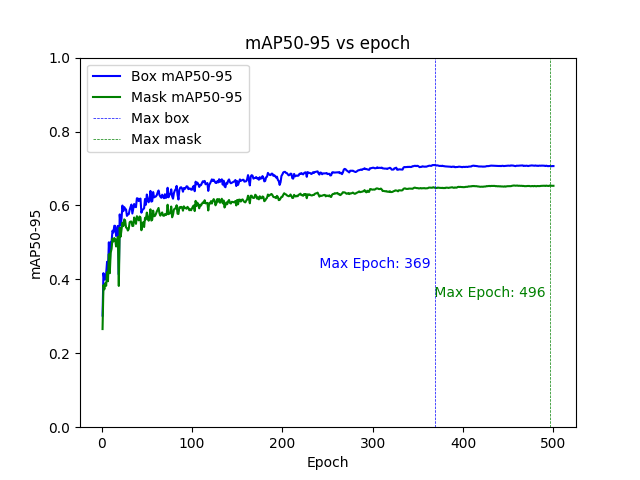 mAP50-95 vs epoch
1.0
0.8
0.6
0.4
0.2
0.0
mAP50-95
Box mAP50-95
Mask mAP50-95
Max box
Max mask
Max Epoch: 369
Max Epoch: 496
0 100 200 300 400 500
Epoch